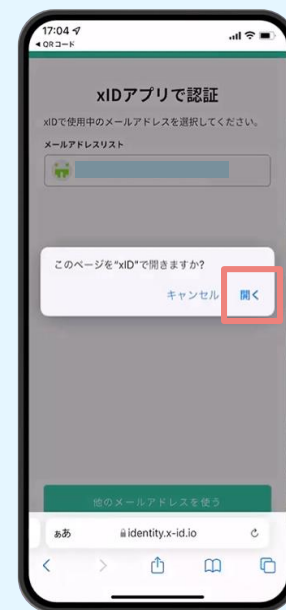 17:04
◀ QRコード
xIDアプリで認証
xIDで使用中のメールアドレスを選択してください。
メールアドレスリスト
このページを"xID"で開きますか?
キャンセル 開く
他のメールアドレスを使う
ぁあ identity.x-id.io